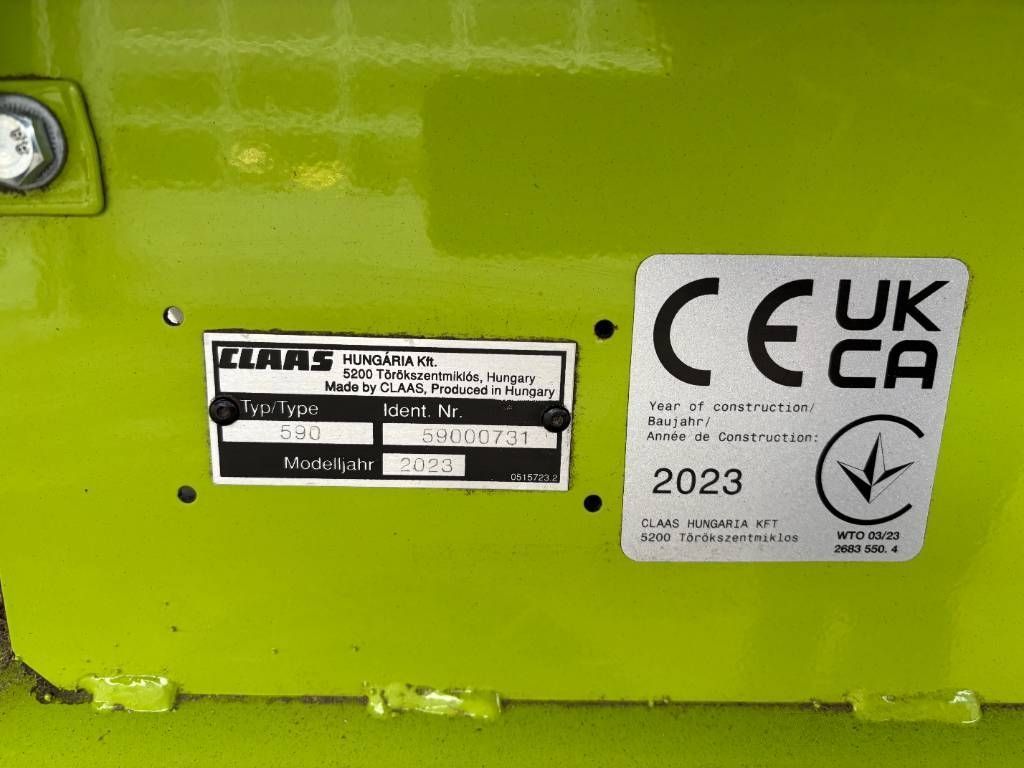 CLAAS HUNGÁRIA Kft.
5200 Törökszentmiklós, Hungary
Made by CLAAS, Produced in Hungary
Typ/Type Ident. Nr.
590 59000731
Modelljahr 2023
0515723.2
CE UK
CA
Year of construction/
Baujahr/
Année de Construction:
2023
CLAAS HUNGARIA KFT
5200 Törökszentmiklos
WTO 03/23
2683 550. 4